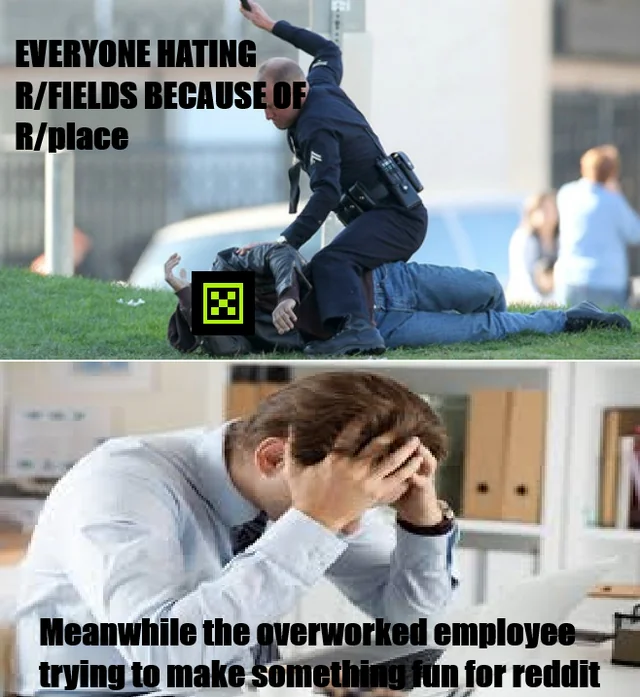 EVERYONE HATING
R/FIELDS BECAUSE OF
R/place
Meanwhile the overworked employee
trying to make something fun for reddit